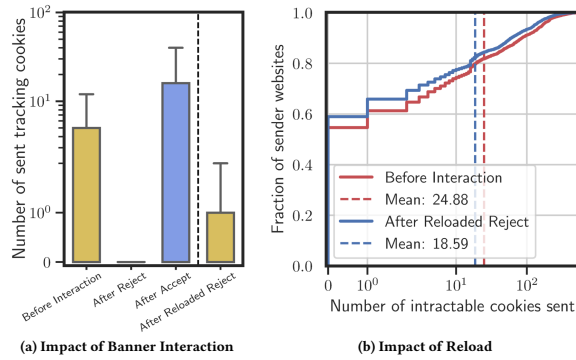 Number of sent tracking cookies
10²
10¹
10⁰
0
Before Interaction
After Reject
After Accept
After Reloaded Reject
(a) Impact of Banner Interaction
Fraction of sender websites
1.0
0.8
0.6
0.4
0.2
0.0
Before Interaction
Mean: 24.88
After Reloaded Reject
Mean: 18.59
0 10⁰ 10¹ 10²
Number of intractable cookies sent
(b) Impact of Reload